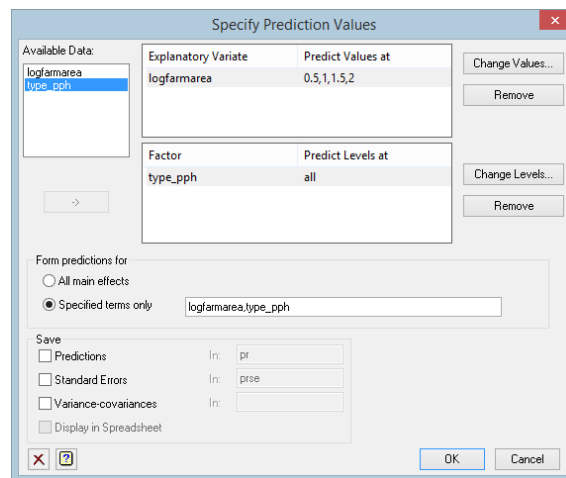 Specify Prediction Values
Available Data:
logfarmarea
type_pph
Explanatory Variate Predict Values at
logfarmarea 0.5,1,1.5,2
Change Values...
Remove
Factor Predict Levels at
type_pph all
Change Levels...
Remove
->
Form predictions for
All main effects
Specified terms only logfarmarea,type_pph
Save
Predictions In: pr
Standard Errors In: prse
Variance-covariances In:
Display in Spreadsheet
OK Cancel